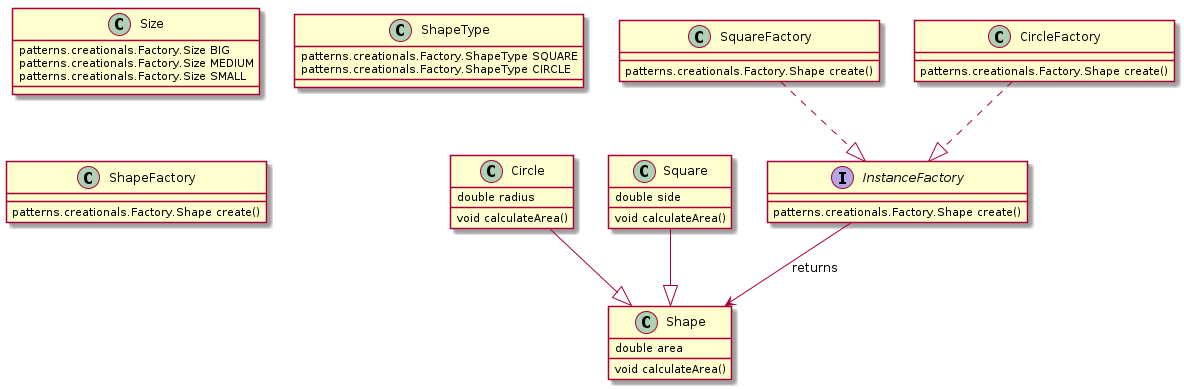 C Size
patterns.creationals.Factory.Size BIG
patterns.creationals.Factory.Size MEDIUM
patterns.creationals.Factory.Size SMALL
C ShapeType
patterns.creationals.Factory.ShapeType SQUARE
patterns.creationals.Factory.ShapeType CIRCLE
C SquareFactory
patterns.creationals.Factory.Shape create()
C CircleFactory
patterns.creationals.Factory.Shape create()
C ShapeFactory
patterns.creationals.Factory.Shape create()
C Circle
double radius
void calculateArea()
C Square
double side
void calculateArea()
I InstanceFactory
patterns.creationals.Factory.Shape create()
returns
C Shape
double area
void calculateArea()